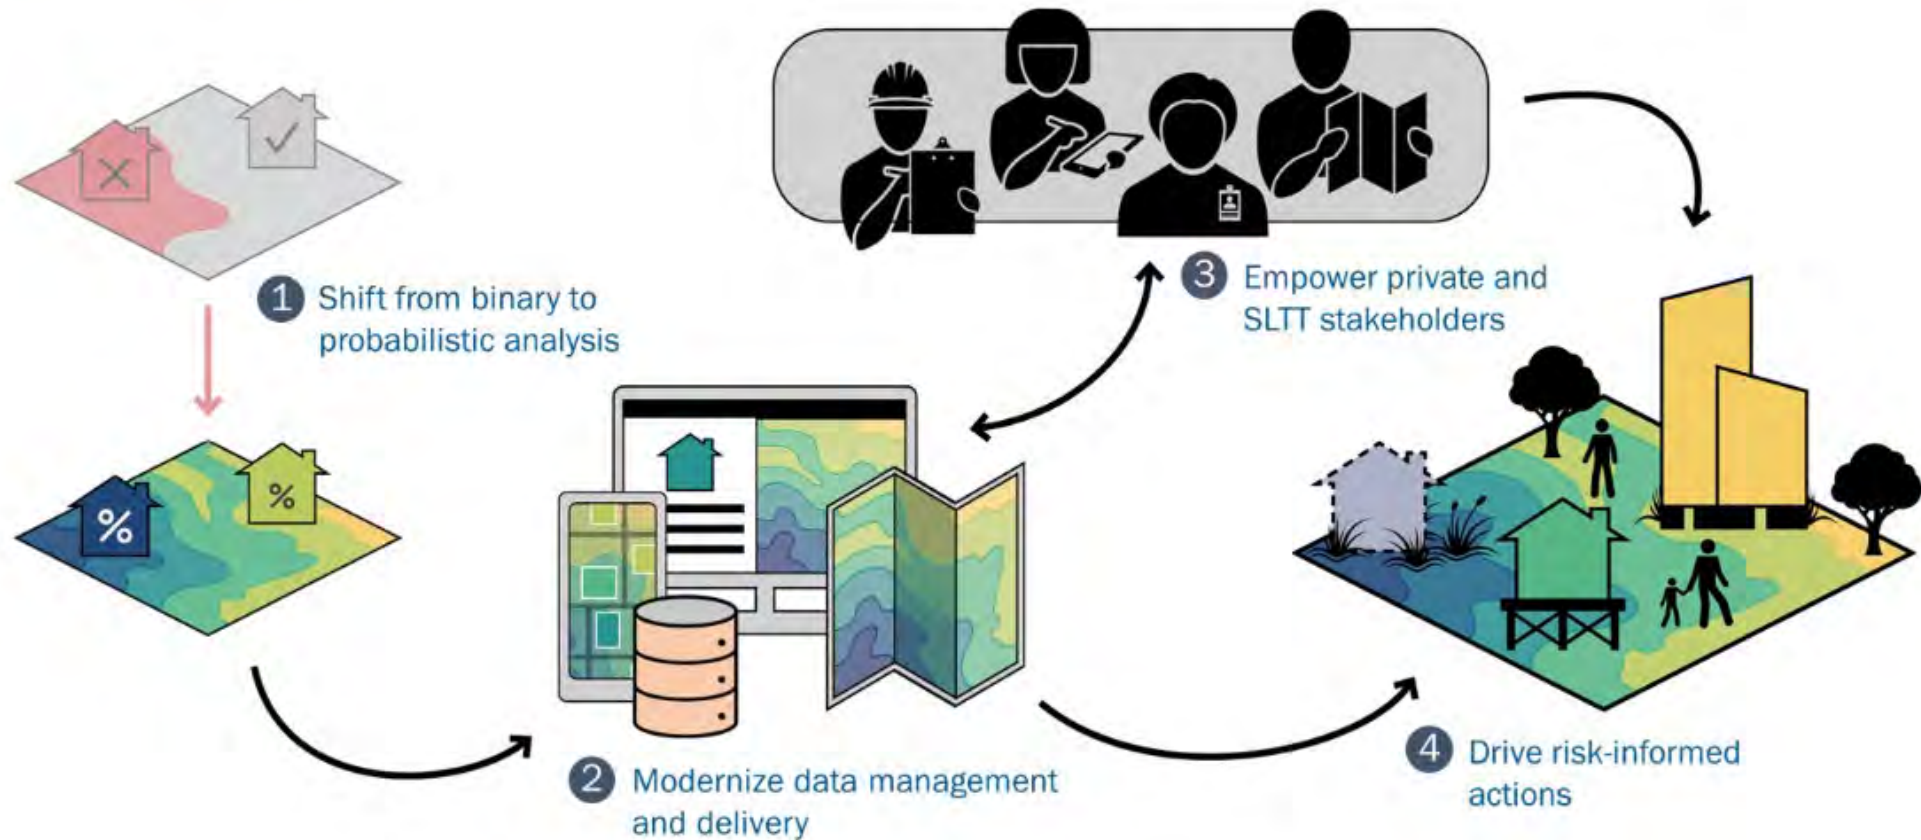 1 Shift from binary to
probabilistic analysis
%
%
2 Modernize data management
and delivery
3 Empower private and
SLTT stakeholders
4 Drive risk-informed
actions